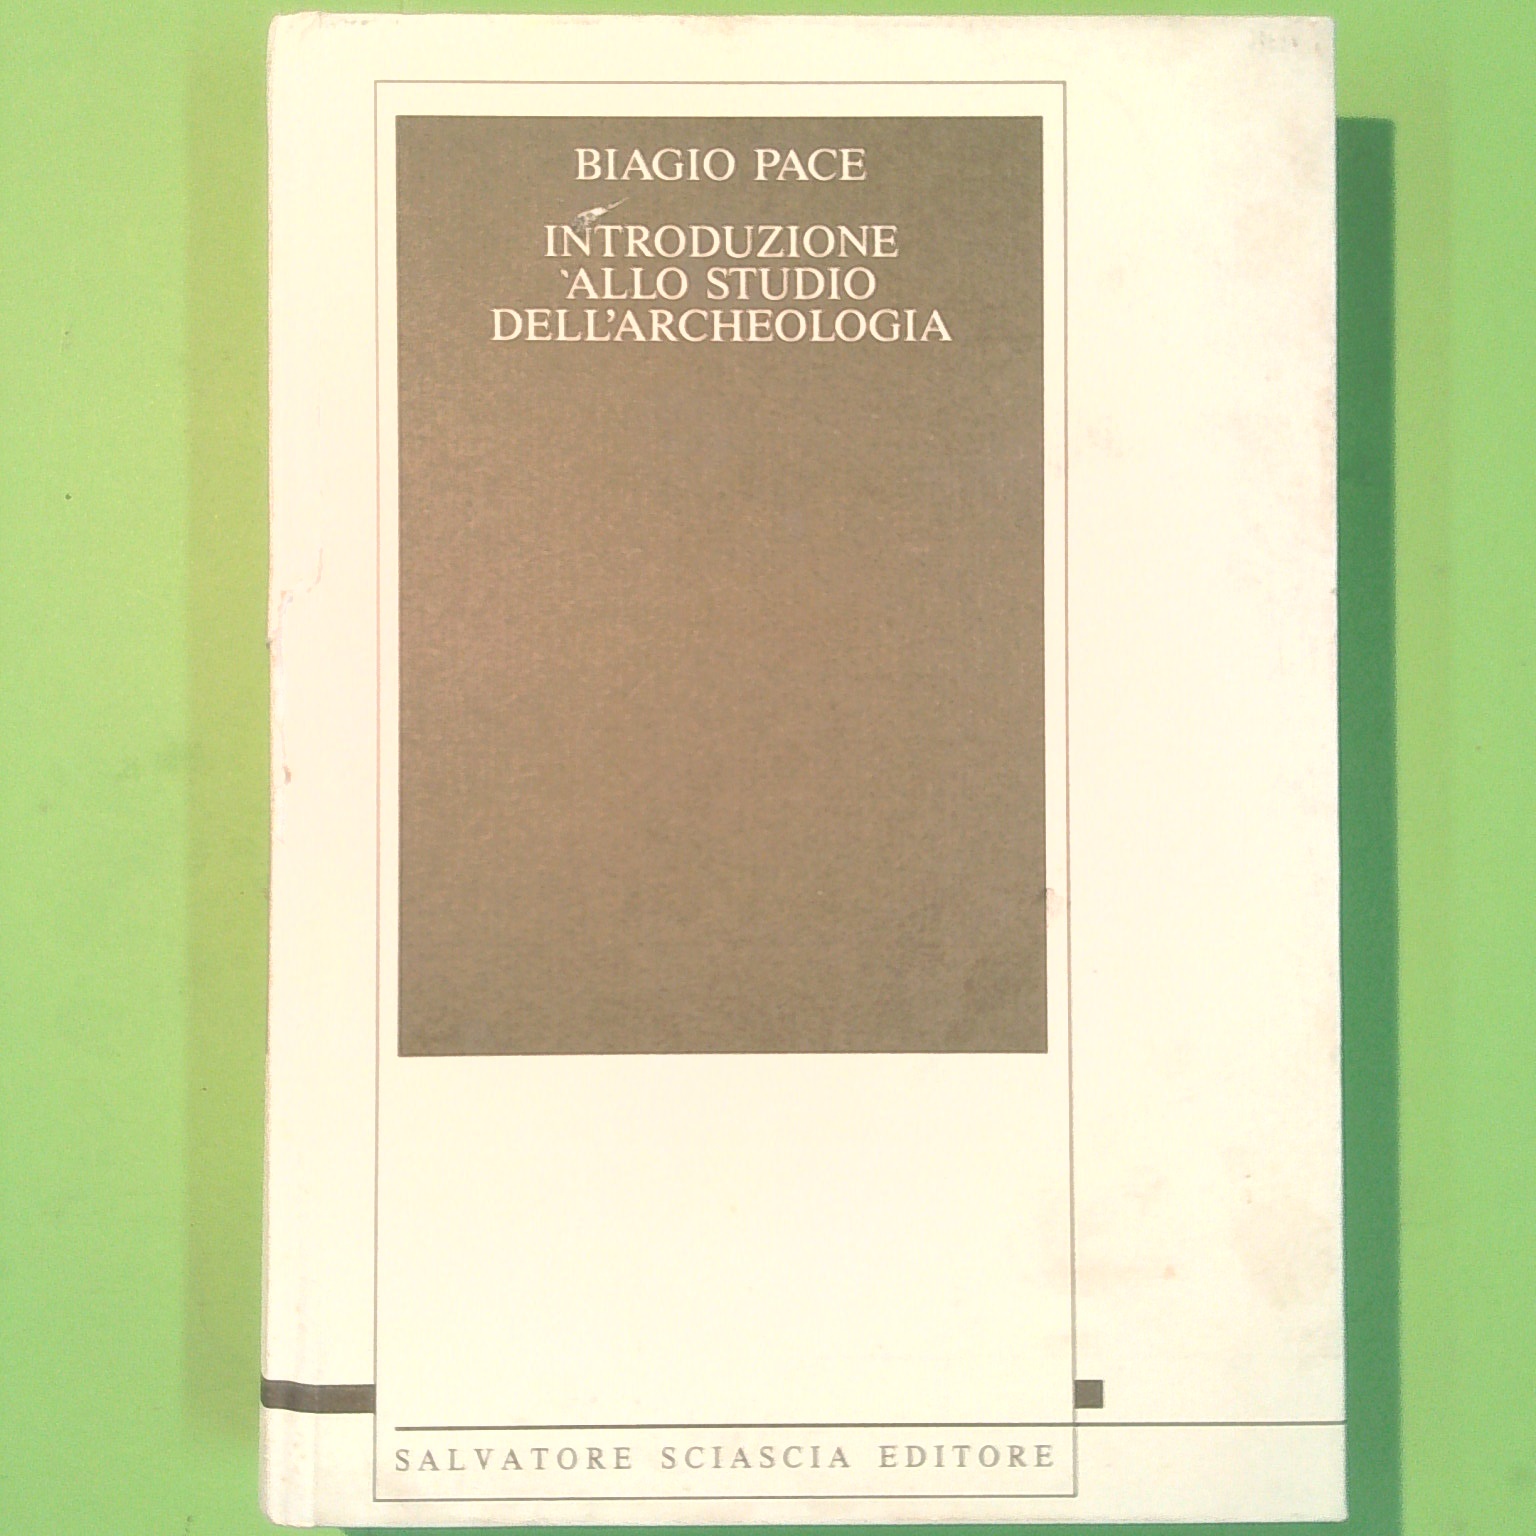 BIAGIO PACE
INTRODUZIONE
ALLO STUDIO
DELL'ARCHEOLOGIA
SALVATORE SCIASCIA EDITORE